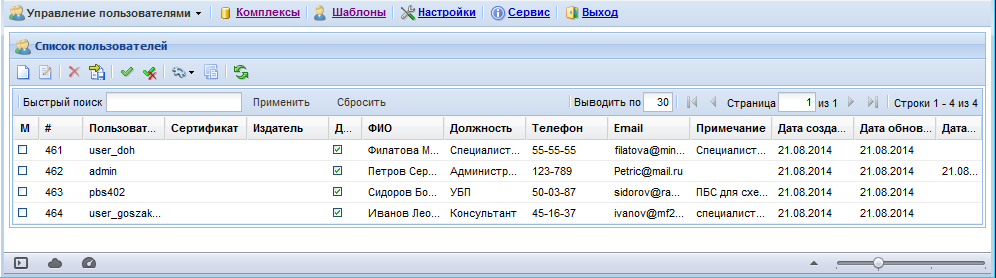 Управление пользователями Комплексы Шаблоны Настройки Сервис Выход
Список пользователей
Быстрый поиск Применить Сбросить Выводить по 30 Страница 1 из 1 Строки 1 - 4 из 4
М # Пользоват... Сертификат Издатель Д... ФИО Должность Телефон Email Примечание Дата созда... Дата обнов... Дата...
461 user_doh Филатова М... Специалист... 55-55-55 filatova@min... Специалист... 21.08.2014 21.08.2014
462 admin Петров Сер... Администр... 123-789 Petric@mail.ru 21.08.2014 21.08.2014 21.08...
463 pbs402 Сидоров Бо... УБП 50-03-87 sidorov@ra... ПБС для схе... 21.08.2014 21.08.2014
464 user_goszak... Иванов Лео... Консультант 45-16-37 ivanov@mf2... специалист... 21.08.2014 21.08.2014